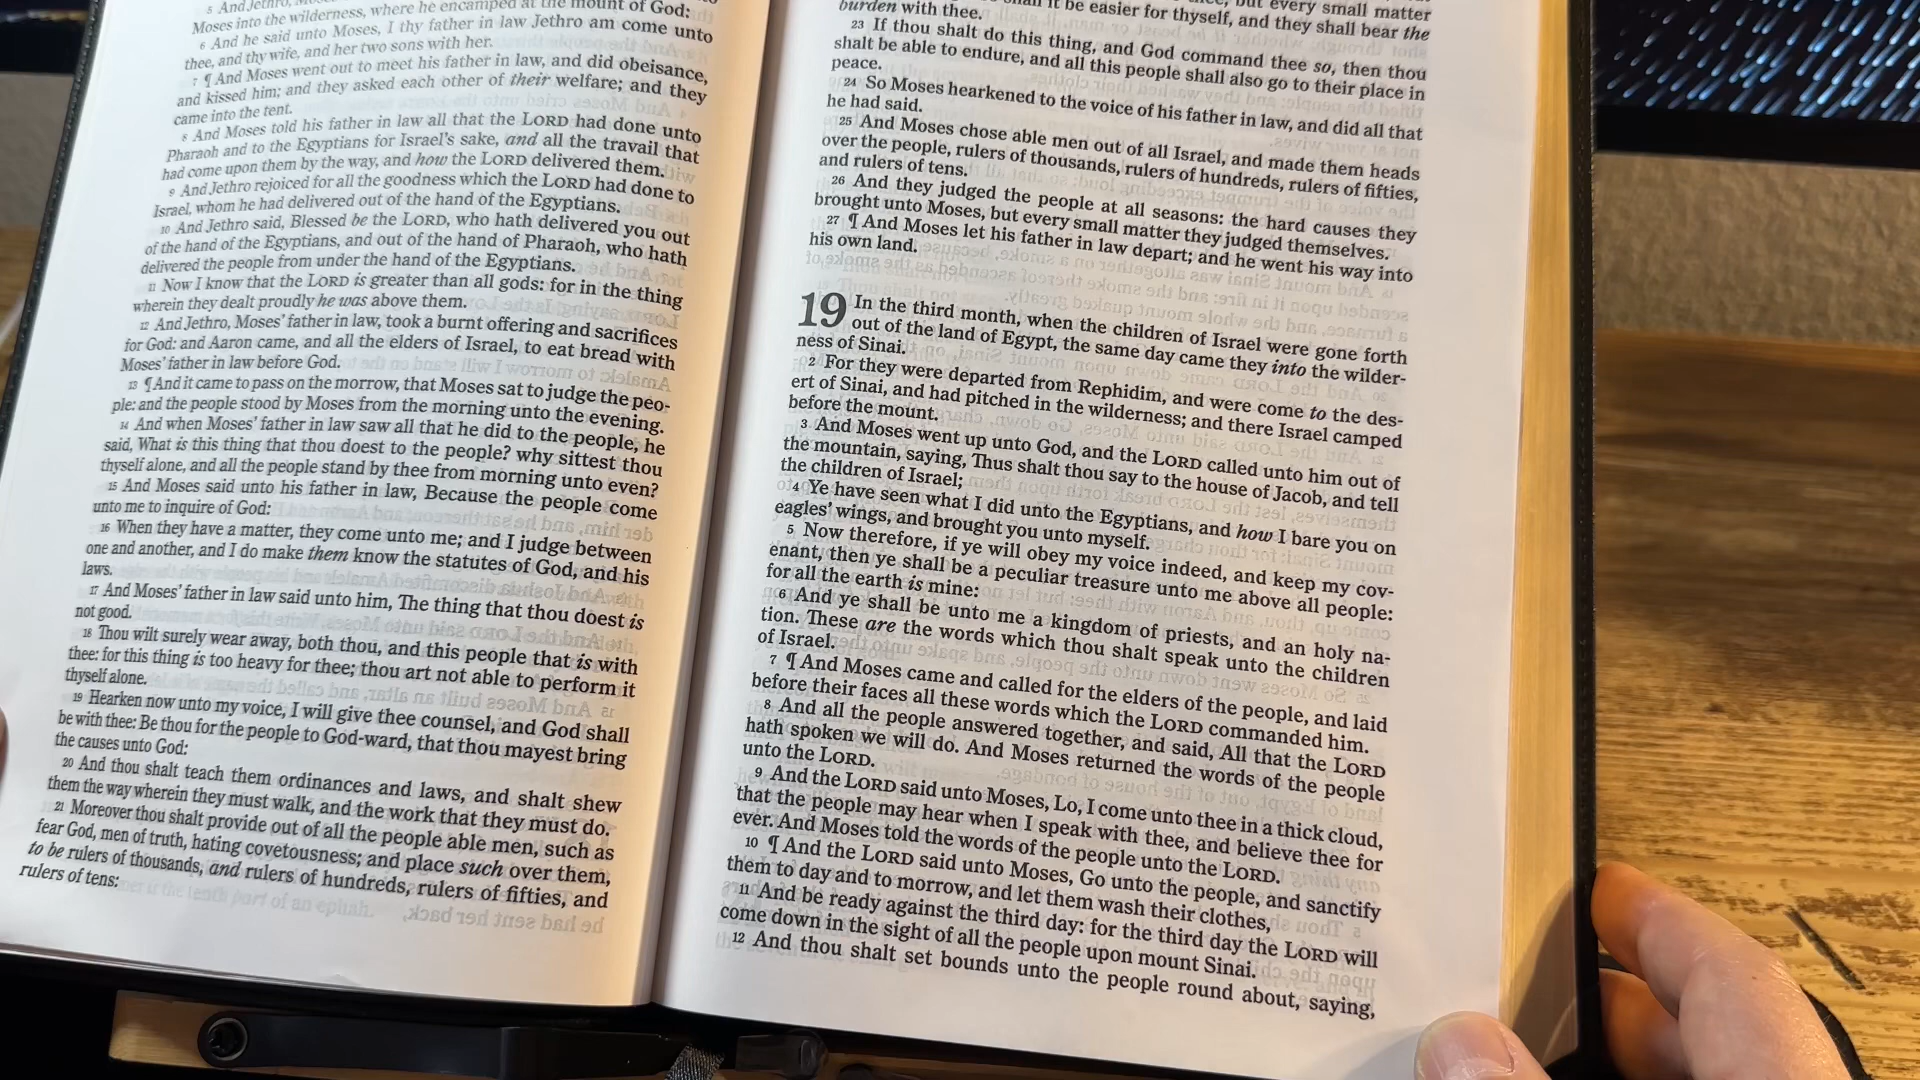 5 And Jethro,
Moses into the wilderness, where he encamped at the mount of God:
6 And he said unto Moses, I thy father in law Jethro am come unto
thee, and thy wife, and her two sons with her.
7 ¶ And Moses went out to meet his father in law, and did obeisance,
and kissed him; and they asked each other of their welfare; and they
came into the tent.
8 And Moses told his father in law all that the LORD had done unto
Pharaoh and to the Egyptians for Israel's sake, and all the travail that
had come upon them by the way, and how the LORD delivered them.
9 And Jethro rejoiced for all the goodness which the LORD had done to
Israel, whom he had delivered out of the hand of the Egyptians.
10 And Jethro said, Blessed be the LORD, who hath delivered you out
of the hand of the Egyptians, and out of the hand of Pharaoh, who hath
delivered the people from under the hand of the Egyptians.
11 Now I know that the LORD is greater than all gods: for in the thing
wherein they dealt proudly he was above them.
12 And Jethro, Moses' father in law, took a burnt offering and sacrifices
for God: and Aaron came, and all the elders of Israel, to eat bread with
Moses' father in law before God.
13 ¶ And it came to pass on the morrow, that Moses sat to judge the peo-
ple: and the people stood by Moses from the morning unto the evening.
14 And when Moses' father in law saw all that he did to the people, he
said, What is this thing that thou doest to the people? why sittest thou
thyself alone, and all the people stand by thee from morning unto even?
15 And Moses said unto his father in law, Because the people come
unto me to inquire of God:
16 When they have a matter, they come unto me; and I judge between
one and another, and I do make them know the statutes of God, and his
laws.
17 And Moses' father in law said unto him, The thing that thou doest is
not good.
18 Thou wilt surely wear away, both thou, and this people that is with
thee: for this thing is too heavy for thee; thou art not able to perform it
thyself alone.
19 Hearken now unto my voice, I will give thee counsel, and God shall
be with thee: Be thou for the people to God-ward, that thou mayest bring
the causes unto God:
20 And thou shalt teach them ordinances and laws, and shalt shew
them the way wherein they must walk, and the work that they must do.
21 Moreover thou shalt provide out of all the people able men, such as
fear God, men of truth, hating covetousness; and place such over them,
to be rulers of thousands, and rulers of hundreds, rulers of fifties, and
rulers of tens:
it be easier for thyself, and they shall bear the
burden with thee.
23 If thou shalt do this thing, and God command thee so, then thou
shalt be able to endure, and all this people shall also go to their place in
peace.
24 So Moses hearkened to the voice of his father in law, and did all that
he had said.
25 And Moses chose able men out of all Israel, and made them heads
over the people, rulers of thousands, rulers of hundreds, rulers of fifties,
and rulers of tens.
26 And they judged the people at all seasons: the hard causes they
brought unto Moses, but every small matter they judged themselves.
27 ¶ And Moses let his father in law depart; and he went his way into
his own land.
19 In the third month, when the children of Israel were gone forth
out of the land of Egypt, the same day came they into the wilder-
ness of Sinai.
2 For they were departed from Rephidim, and were come to the des-
ert of Sinai, and had pitched in the wilderness; and there Israel camped
before the mount.
3 And Moses went up unto God, and the LORD called unto him out of
the mountain, saying, Thus shalt thou say to the house of Jacob, and tell
the children of Israel;
4 Ye have seen what I did unto the Egyptians, and how I bare you on
eagles' wings, and brought you unto myself.
5 Now therefore, if ye will obey my voice indeed, and keep my cov-
enant, then ye shall be a peculiar treasure unto me above all people:
for all the earth is mine:
6 And ye shall be unto me a kingdom of priests, and an holy na-
tion. These are the words which thou shalt speak unto the children
of Israel.
7 ¶ And Moses came and called for the elders of the people, and laid
before their faces all these words which the LORD commanded him.
8 And all the people answered together, and said, All that the LORD
hath spoken we will do. And Moses returned the words of the people
unto the LORD.
9 And the LORD said unto Moses, Lo, I come unto thee in a thick cloud,
that the people may hear when I speak with thee, and believe thee for
ever. And Moses told the words of the people unto the LORD.
10 ¶ And the LORD said unto Moses, Go unto the people, and sanctify
them to day and to morrow, and let them wash their clothes,
11 And be ready against the third day: for the third day the LORD will
come down in the sight of all the people upon mount Sinai.
12 And thou shalt set bounds unto the people round about, saying,